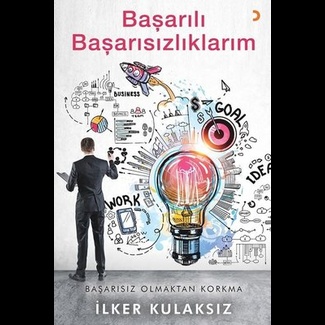 Başarılı
Başarısızlıklarım
BUSINESS
GOAL
IDEA
WORK
BAŞARISIZ OLMAKTAN KORKMA
İLKER KULAKSIZ